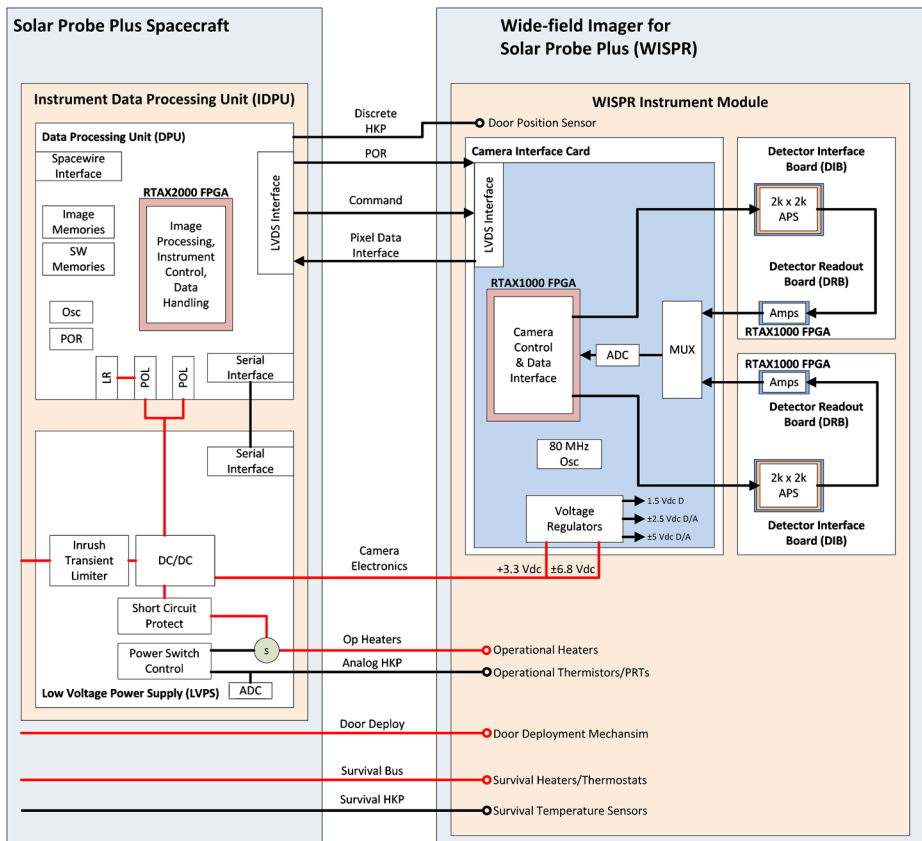 Solar Probe Plus Spacecraft
Instrument Data Processing Unit (IDPU)
Data Processing Unit (DPU)
Spacewire
Interface
RTAX2000 FPGA
Image
Memories
SW
Memories
Image
Processing,
Instrument
Control,
Data
Handling
LVDS Interface
Osc
POR
LR
POL
POL
Serial
Interface
Serial
Interface
Inrush
Transient
Limiter
DC/DC
Short Circuit
Protect
Power Switch
Control
S
ADC
Low Voltage Power Supply (LVPS)
Discrete
HKP
POR
Command
Pixel Data
Interface
Camera
Electronics
Op Heaters
Analog HKP
Door Deploy
Survival Bus
Survival HKP
Wide-field Imager for
Solar Probe Plus (WISPR)
WISPR Instrument Module
Door Position Sensor
Camera Interface Card
LVDS Interface
RTAX1000 FPGA
Camera
Control
& Data
Interface
ADC
MUX
80 MHz
Osc
Voltage
Regulators
1.5 Vdc D
±2.5 Vdc D/A
±5 Vdc D/A
+3.3 Vdc
±6.8 Vdc
Detector Interface
Board (DIB)
2k x 2k
APS
Detector Readout
Board (DRB)
Amps
RTAX1000 FPGA
RTAX1000 FPGA
Amps
Detector Readout
Board (DRB)
2k x 2k
APS
Detector Interface
Board (DIB)
Operational Heaters
Operational Thermistors/PRTs
Door Deployment Mechansim
Survival Heaters/Thermostats
Survival Temperature Sensors